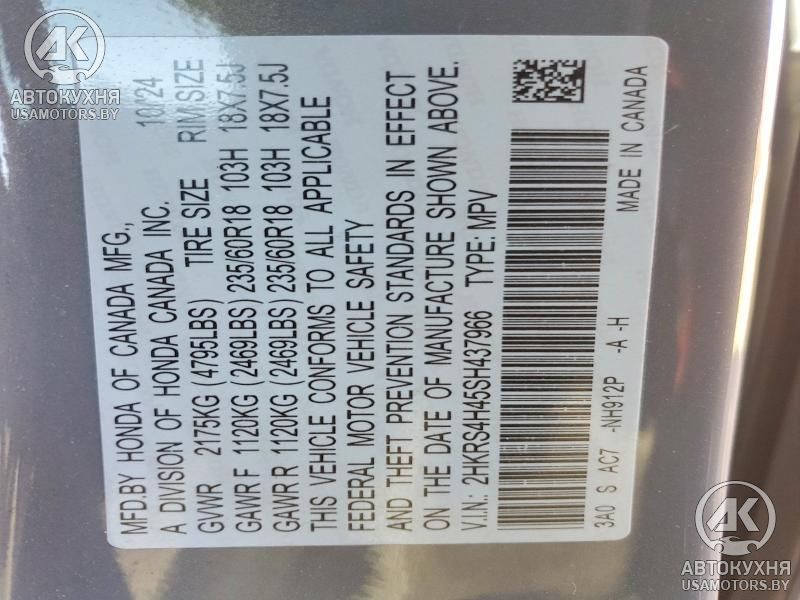 AK
АВТОКУХНЯ
USAMOTORS.BY
MFD.BY HONDA OF CANADA MFG., 10/24
A DIVISION OF HONDA CANADA INC.
GVWR 2175KG (4795LBS) TIRE SIZE RIM SIZE
GAWR F 1120KG (2469LBS) 235/60R18 103H 18X7.5J
GAWR R 1120KG (2469LBS) 235/60R18 103H 18X7.5J
THIS VEHICLE CONFORMS TO ALL APPLICABLE
FEDERAL MOTOR VEHICLE SAFETY
AND THEFT PREVENTION STANDARDS IN EFFECT
ON THE DATE OF MANUFACTURE SHOWN ABOVE.
V.I.N.: 2HKRS4H45SH437966 TYPE: MPV
3A0 S AC7 -NH912P -A -H
MADE IN CANADA
AK
АВТОКУХНЯ
USAMOTORS.BY